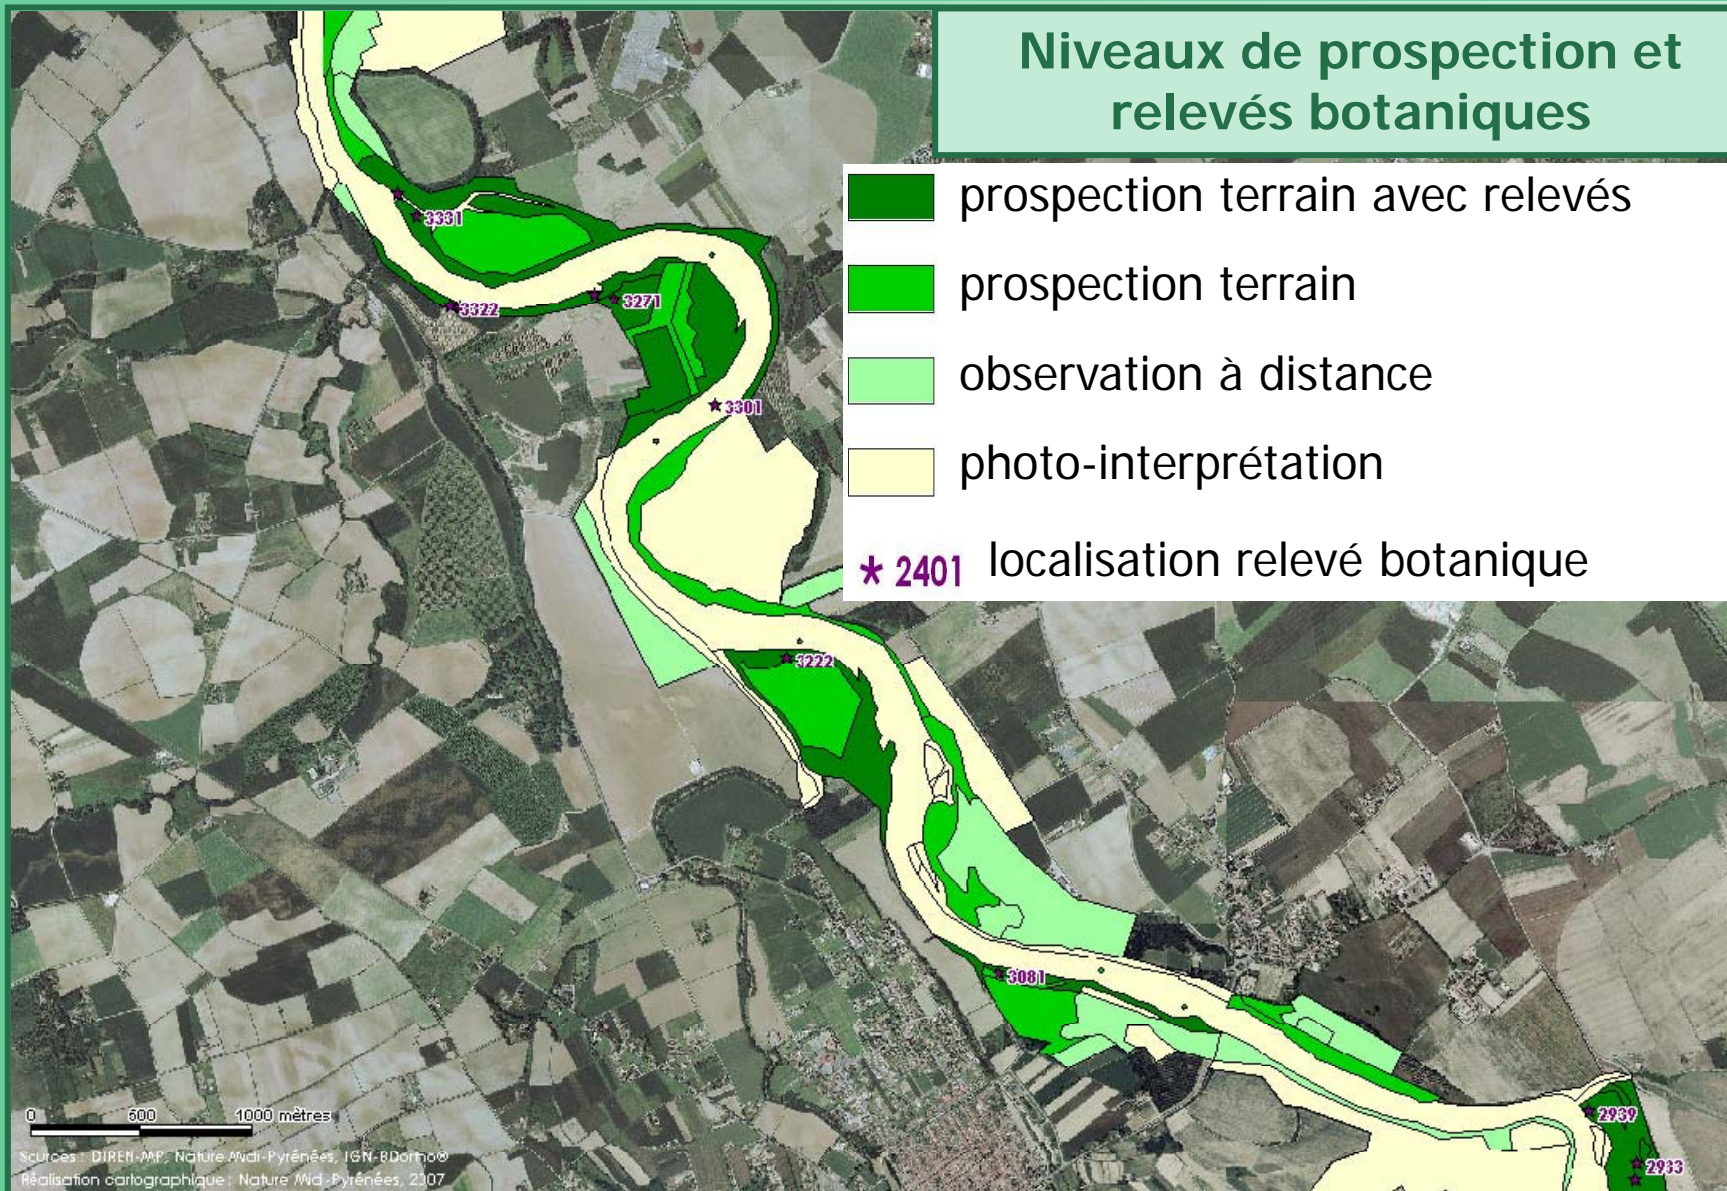 Niveaux de prospection et
relevés botaniques
prospection terrain avec relevés
prospection terrain
observation à distance
photo-interprétation
* 2401 localisation relevé botanique
3331
3322
3271
3301
3222
3081
2939
2933
0 500 1000 mètres
Sources : DIREN-MP, Nature Midi-Pyrénées, IGN-BDortho®
Réalisation cartographique : Nature Midi-Pyrénées, 2007